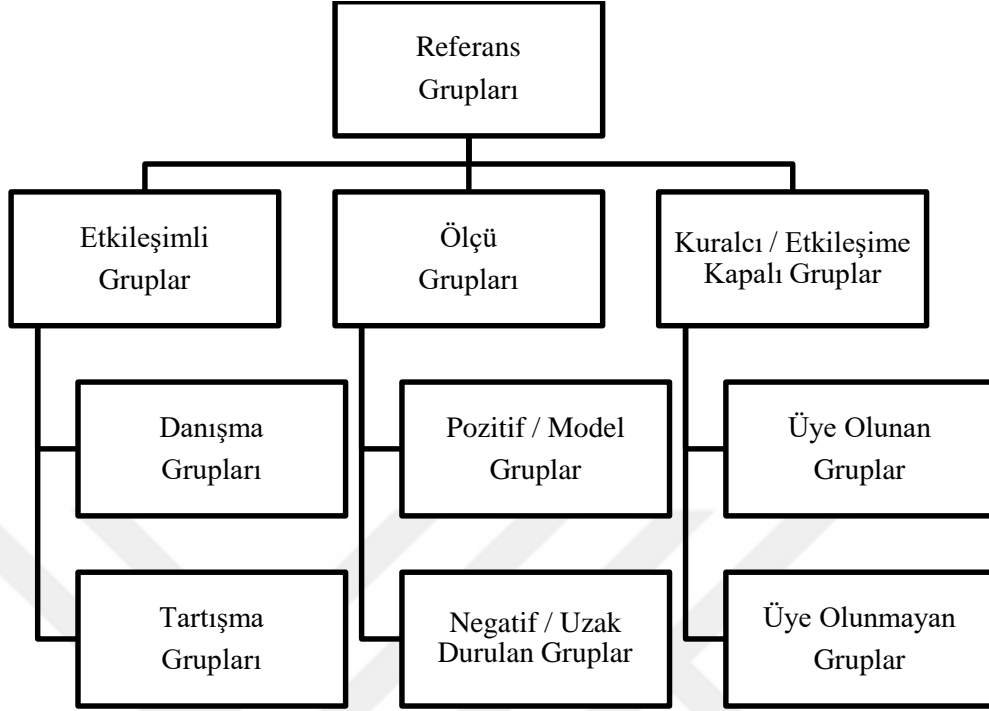 Referans
Grupları
Etkileşimli
Gruplar
Ölçü
Grupları
Kuralcı / Etkileşime
Kapalı Gruplar
Danışma
Grupları
Pozitif / Model
Gruplar
Üye Olunan
Gruplar
Tartışma
Grupları
Negatif / Uzak
Durulan Gruplar
Üye Olunmayan
Gruplar